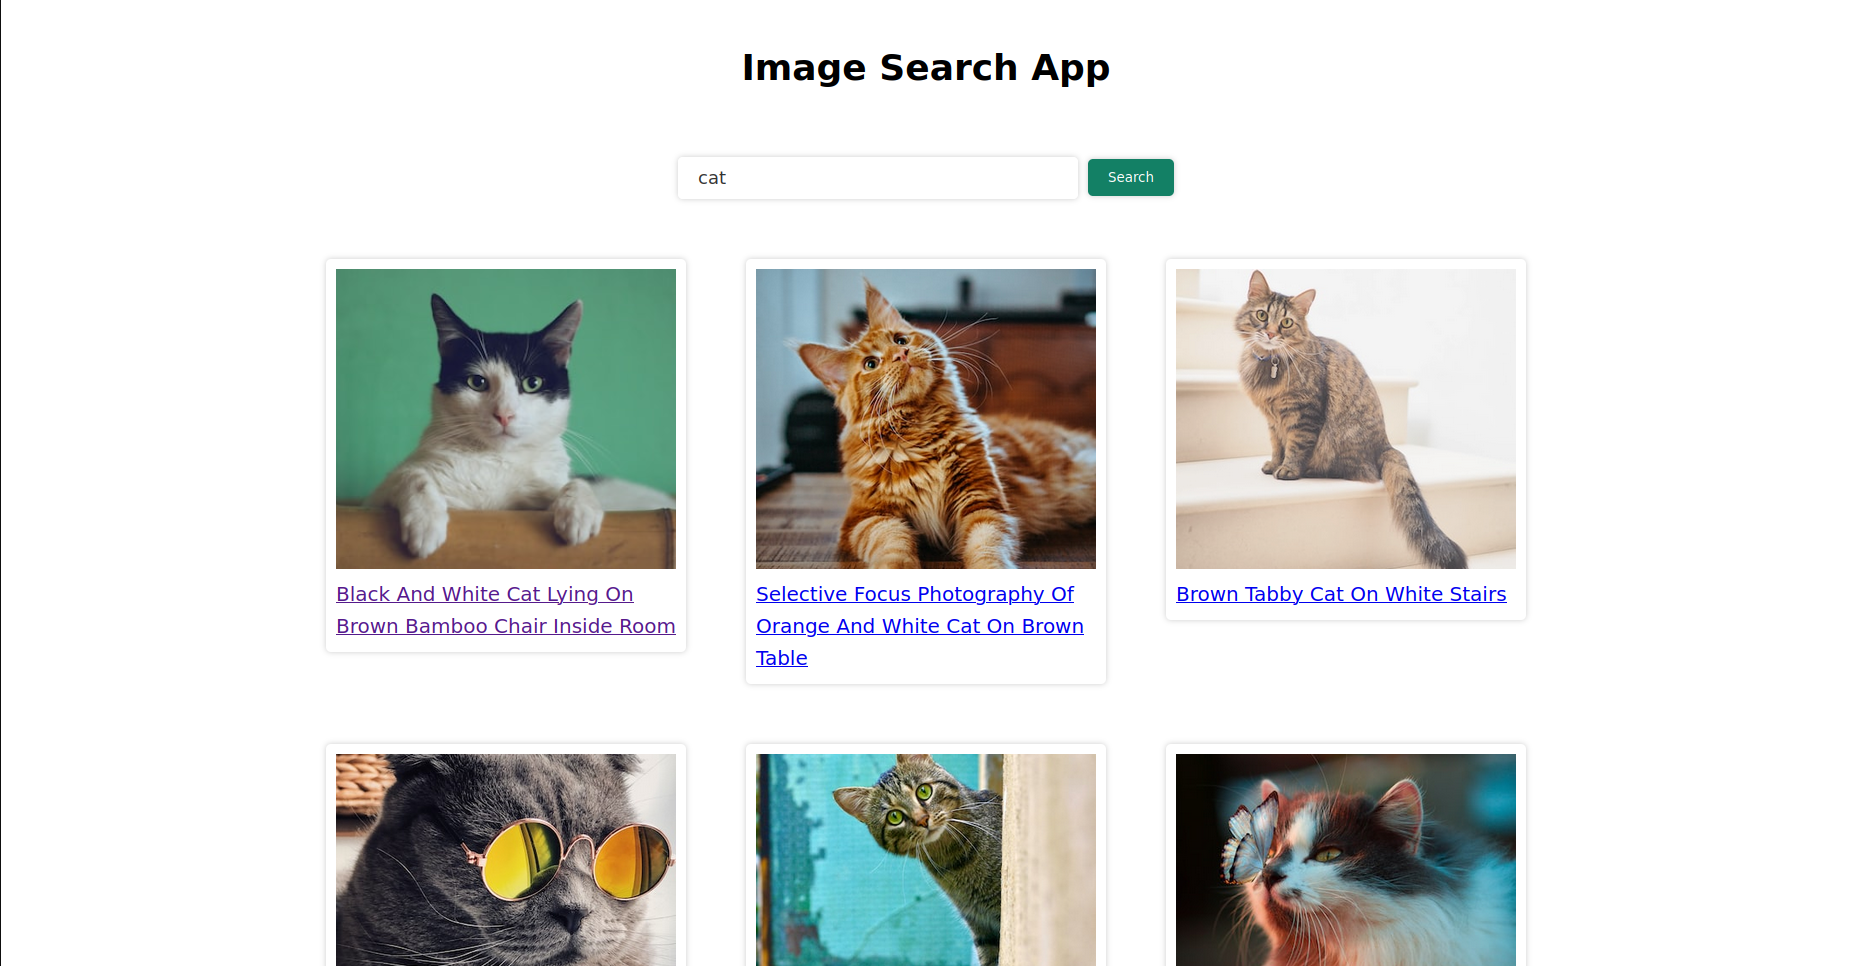 Image Search App
cat
Search
Black And White Cat Lying On
Brown Bamboo Chair Inside Room
Selective Focus Photography Of
Orange And White Cat On Brown
Table
Brown Tabby Cat On White Stairs